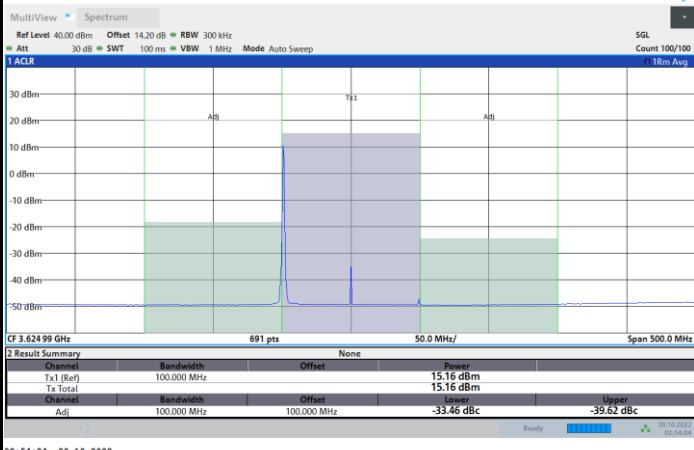 MultiView Spectrum
Ref Level 40.00 dBm Offset 14.20 dB RBW 300 kHz SGL
Att 30 dB SWT 100 ms VBW 1 MHz Mode Auto Sweep Count 100/100
1 ACLR 1Rm Avg
30 dBm
Tx1
20 dBm Adj Adj
10 dBm
0 dBm
-10 dBm
-20 dBm
-30 dBm
-40 dBm
-50 dBm
CF 3.624 99 GHz 691 pts 50.0 MHz/ Span 500.0 MHz
2 Result Summary None
Channel Bandwidth Offset Power
Tx1 (Ref) 100.000 MHz 15.16 dBm
Tx Total 15.16 dBm
Channel Bandwidth Offset Lower Upper
Adj 100.000 MHz 100.000 MHz -33.46 dBc -39.62 dBc
Ready 20.10.2022
02:54:04